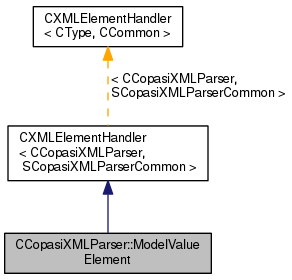 CXMLElementHandler
< CType, CCommon >
< CCopasiXMLParser,
SCopasiXMLParserCommon >
CXMLElementHandler
< CCopasiXMLParser,
SCopasiXMLParserCommon >
CCopasiXMLParser::ModelValue
Element